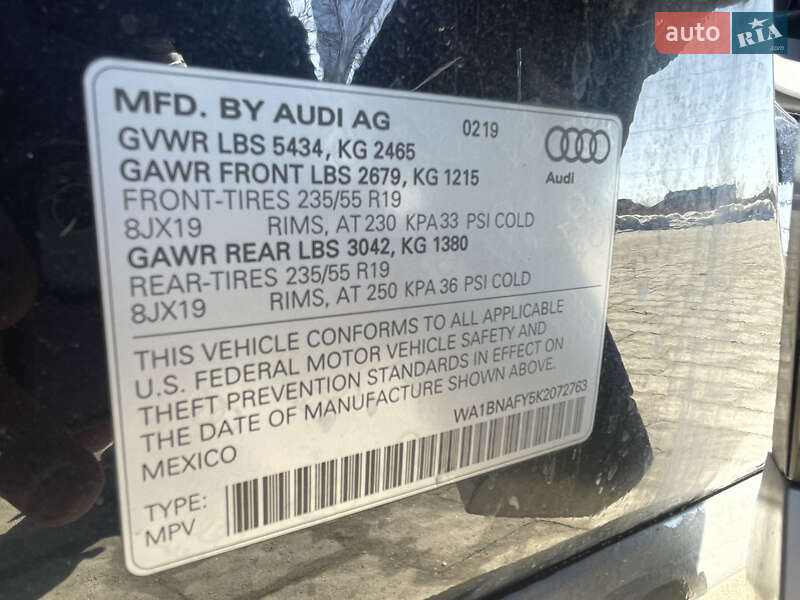 auto RIA
.com
MFD. BY AUDI AG 0219
GVWR LBS 5434, KG 2465
GAWR FRONT LBS 2679, KG 1215
Audi
FRONT-TIRES 235/55 R19
8JX19 RIMS, AT 230 KPA 33 PSI COLD
GAWR REAR LBS 3042, KG 1380
REAR-TIRES 235/55 R19
8JX19 RIMS, AT 250 KPA 36 PSI COLD
THIS VEHICLE CONFORMS TO ALL APPLICABLE
U.S. FEDERAL MOTOR VEHICLE SAFETY AND
THEFT PREVENTION STANDARDS IN EFFECT ON
THE DATE OF MANUFACTURE SHOWN ABOVE.
MEXICO
WA1BNAFY5K2072763
TYPE:
MPV